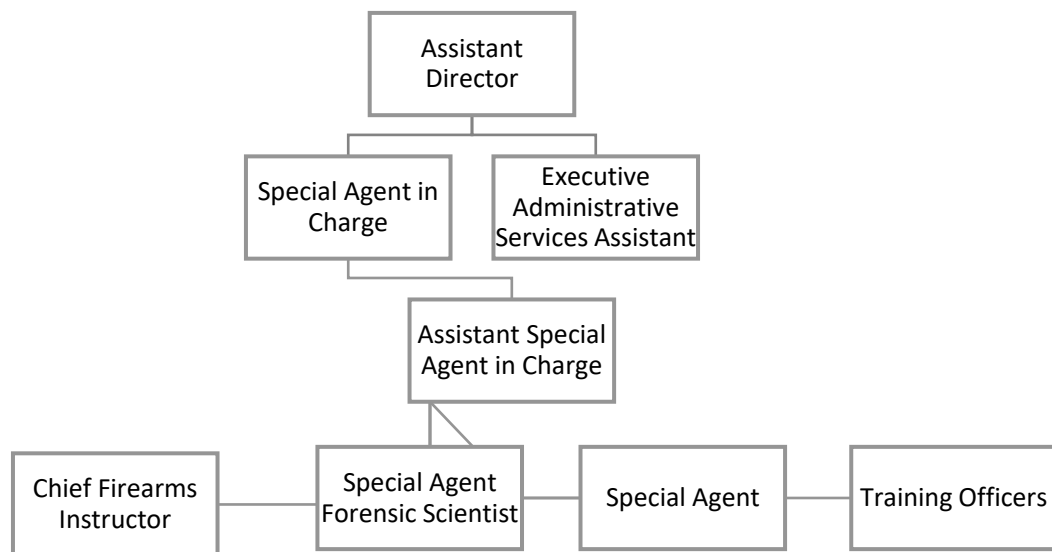 Assistant
Director
Special Agent in
Charge
Executive
Administrative
Services Assistant
Assistant Special
Agent in Charge
Chief Firearms
Instructor
Special Agent
Forensic Scientist
Special Agent
Training Officers